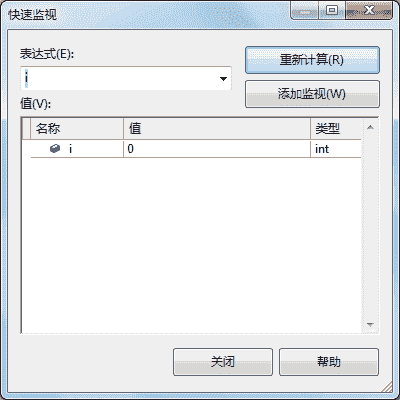 快速监视
表达式(E):
重新计算(R)
i
添加监视(W)
值(V):
名称 值 类型
i 0 int
关闭 帮助